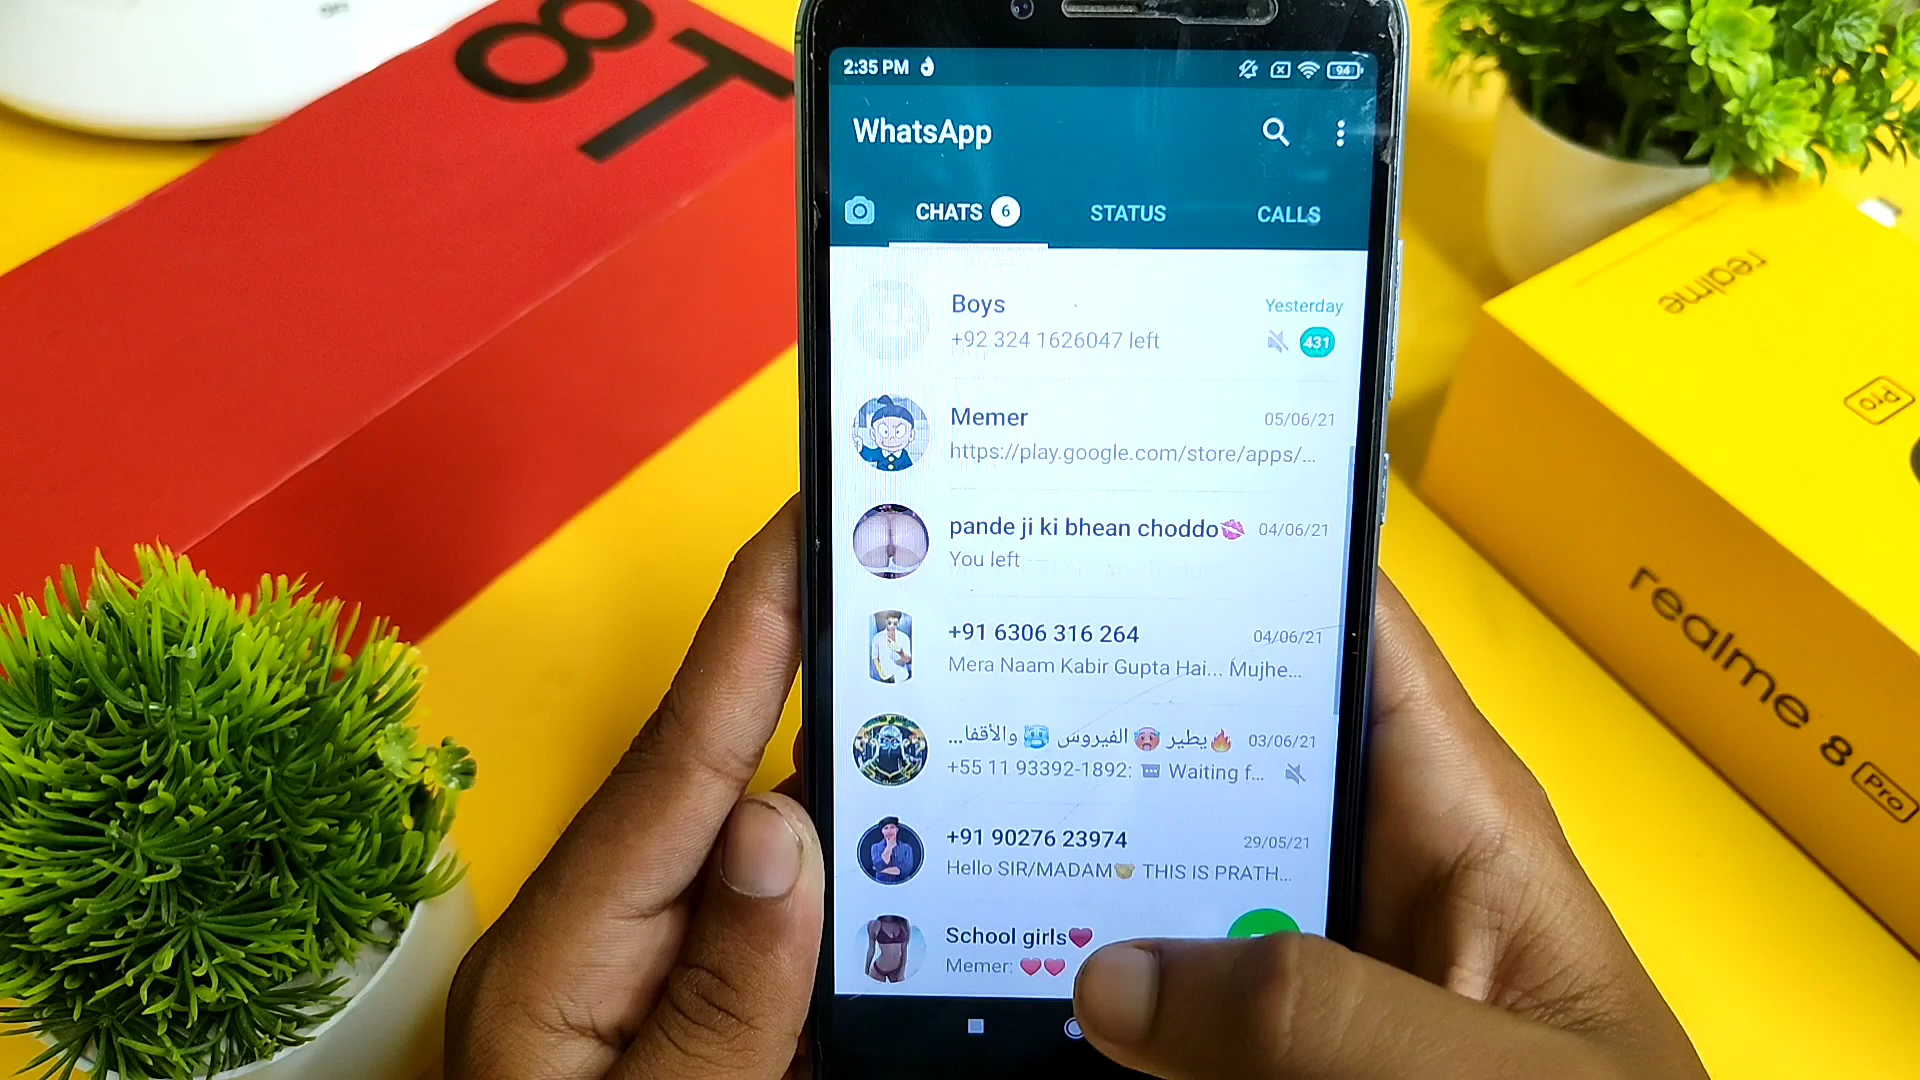 8T
2:35 PM
94
WhatsApp
CHATS 6
STATUS
CALLS
Boys
Yesterday
+92 324 1626047 left
431
Memer
05/06/21
https://play.google.com/store/apps/...
pande ji ki bhean choddo💋
04/06/21
You left
+91 6306 316 264
04/06/21
Mera Naam Kabir Gupta Hai... Mujhe...
🔥يطير 🥵 الفيروس 🥶 والأقفا...
03/06/21
+55 11 93392-1892: Waiting f...
+91 90276 23974
29/05/21
Hello SIR/MADAM🤝 THIS IS PRATH...
School girls❤️
Memer: ❤️❤️
realme
Pro
realme 8 Pro